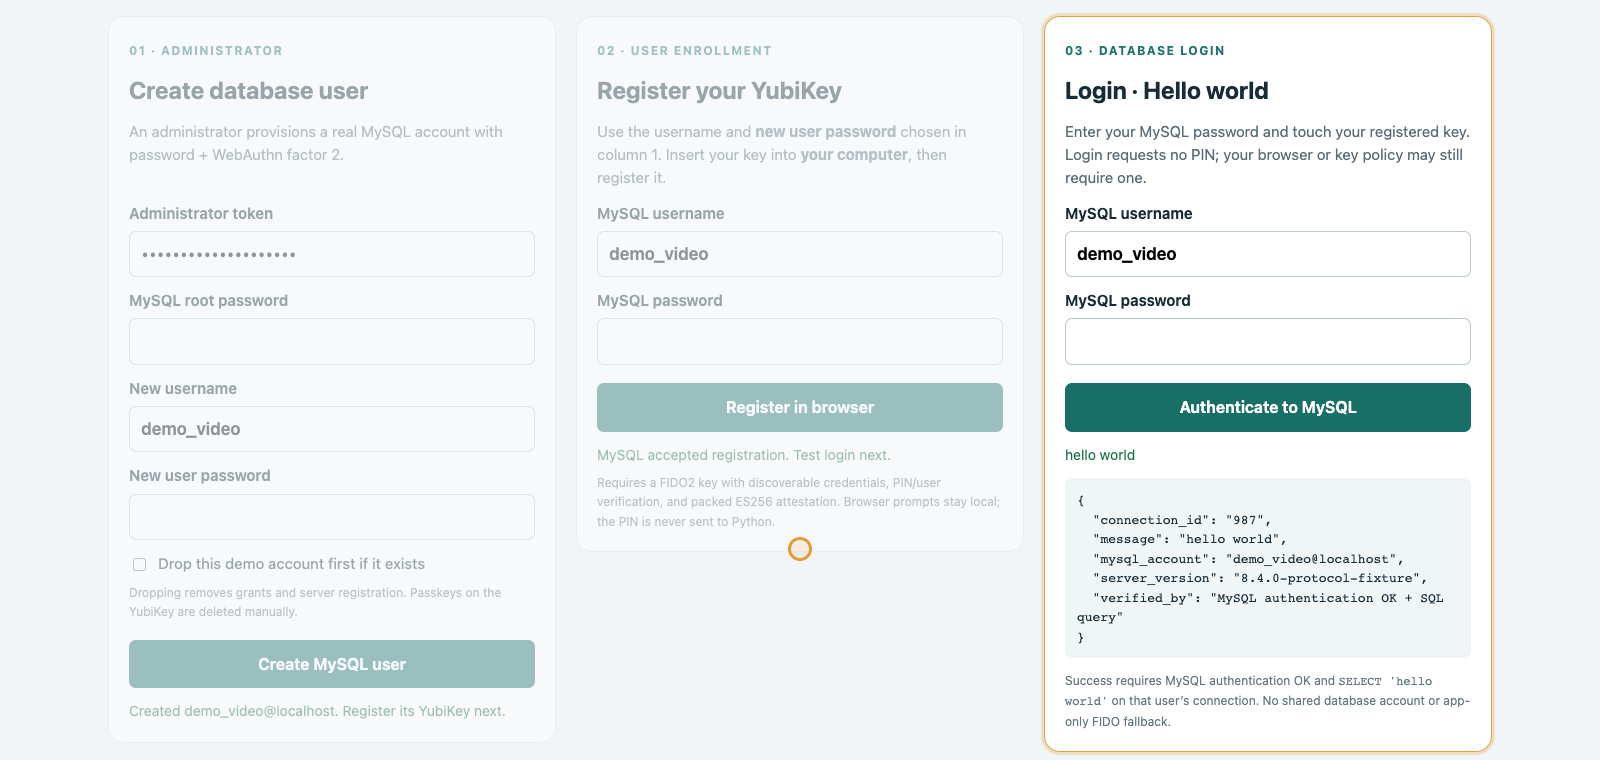 01 · ADMINISTRATOR
Create database user
An administrator provisions a real MySQL account with
password + WebAuthn factor 2.
Administrator token
••••••••••••••••••••
MySQL root password
New username
demo_video
New user password
Drop this demo account first if it exists
Dropping removes grants and server registration. Passkeys on the
YubiKey are deleted manually.
Create MySQL user
Created demo_video@localhost. Register its YubiKey next.
02 · USER ENROLLMENT
Register your YubiKey
Use the username and new user password chosen in
column 1. Insert your key into your computer, then
register it.
MySQL username
demo_video
MySQL password
Register in browser
MySQL accepted registration. Test login next.
Requires a FIDO2 key with discoverable credentials, PIN/user
verification, and packed ES256 attestation. Browser prompts stay local;
the PIN is never sent to Python.
03 · DATABASE LOGIN
Login · Hello world
Enter your MySQL password and touch your registered key.
Login requests no PIN; your browser or key policy may still
require one.
MySQL username
demo_video
MySQL password
Authenticate to MySQL
hello world
{
  "connection_id": "987",
  "message": "hello world",
  "mysql_account": "demo_video@localhost",
  "server_version": "8.4.0-protocol-fixture",
  "verified_by": "MySQL authentication OK + SQL
query"
}
Success requires MySQL authentication OK and SELECT 'hello
world' on that user's connection. No shared database account or app-
only FIDO fallback.